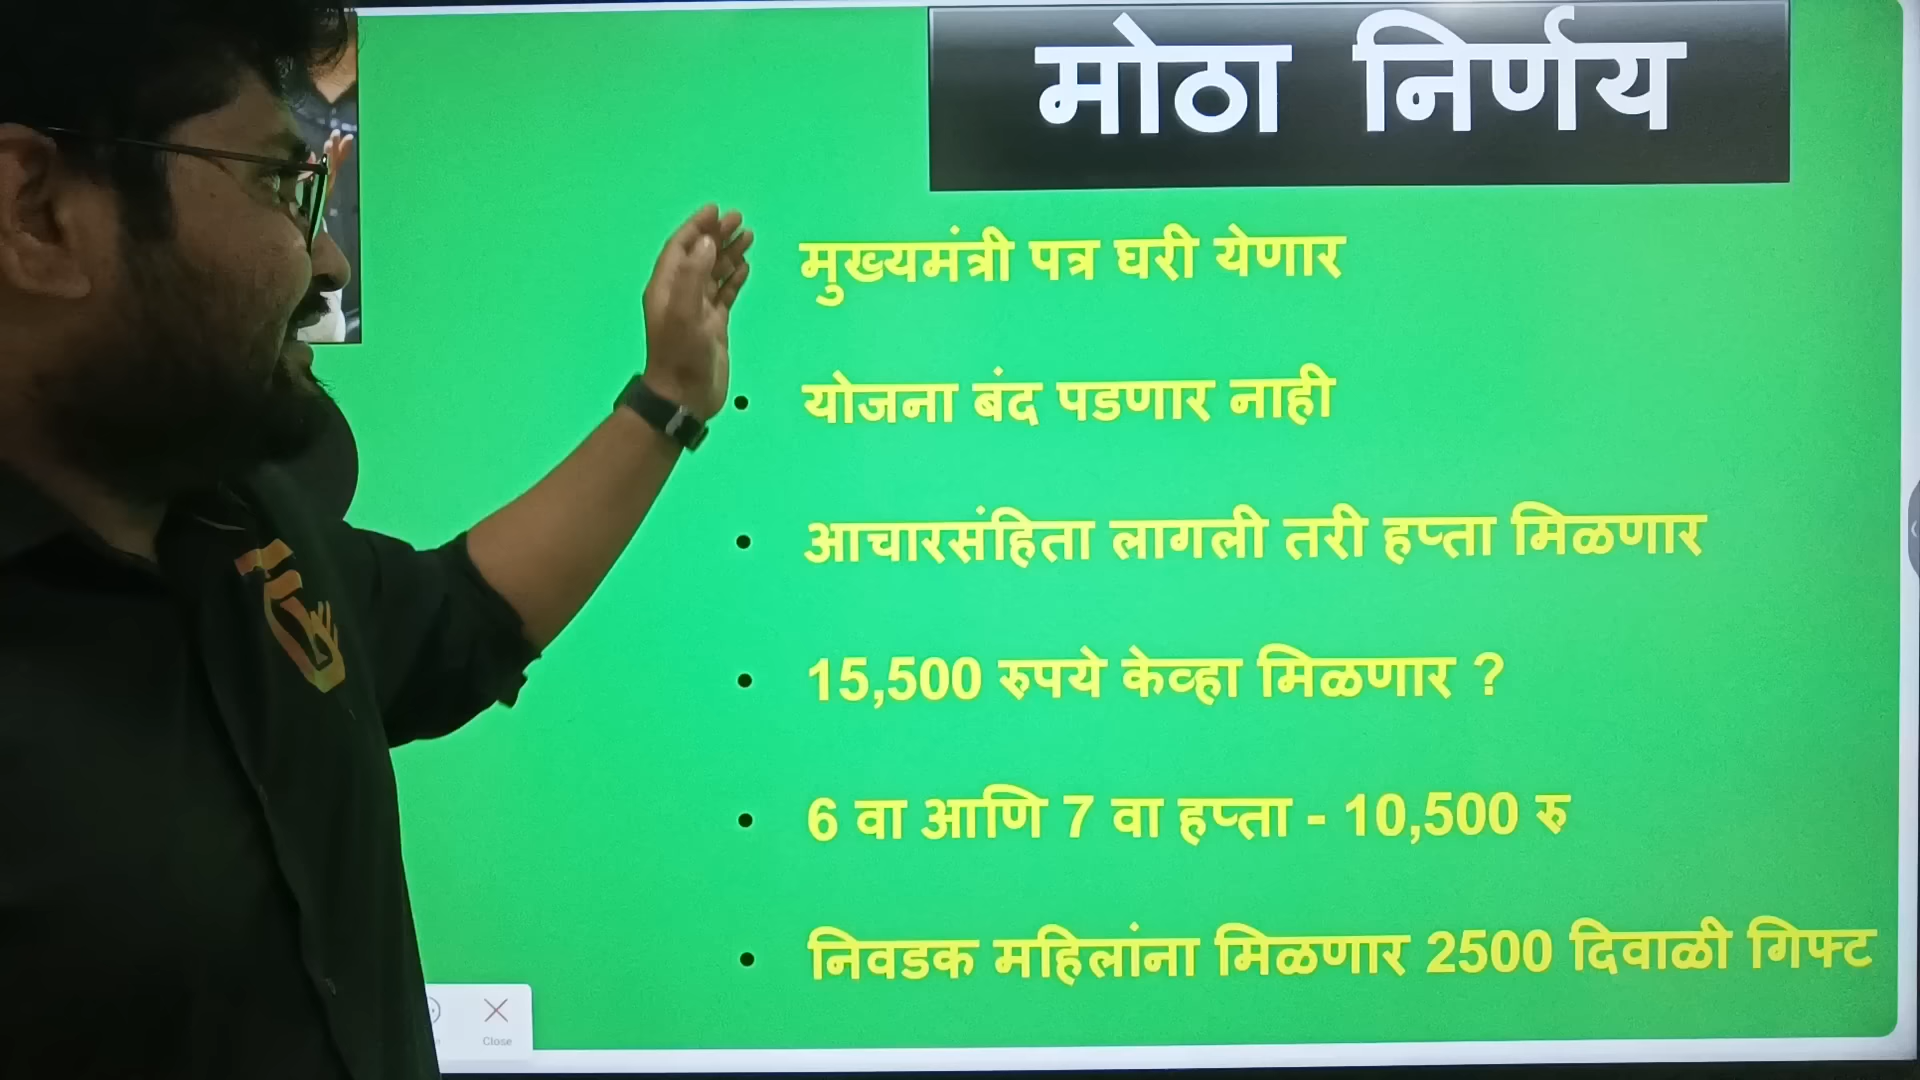 मोठा निर्णय
मुख्यमंत्री पत्र घरी येणार
• योजना बंद पडणार नाही
• आचारसंहिता लागली तरी हप्ता मिळणार
• 15,500 रुपये केव्हा मिळणार ?
• 6 वा आणि 7 वा हप्ता - 10,500 रु
• निवडक महिलांना मिळणार 2500 दिवाळी गिफ्ट
Close